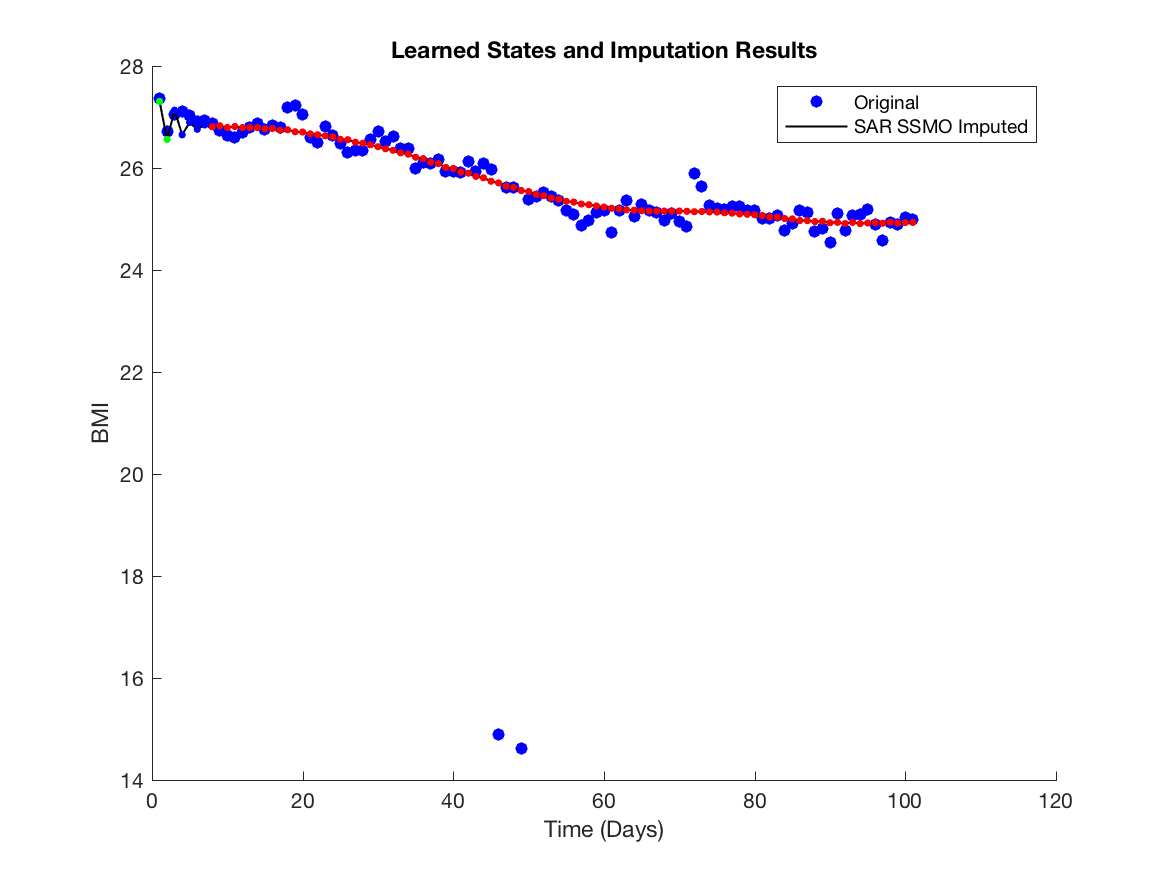 Learned States and Imputation Results
Original
SAR SSMO Imputed
28
26
24
22
20
18
16
14
BMI
0 20 40 60 80 100 120
Time (Days)